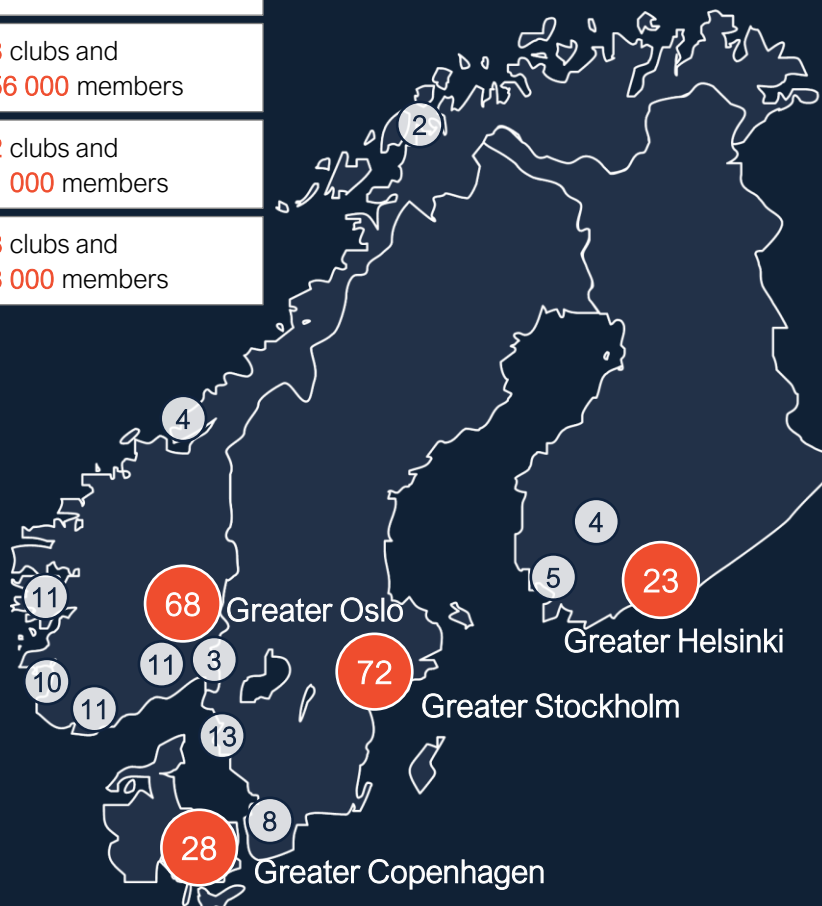 clubs and
000 members
clubs and
000 members
clubs and
000 members
2
4
4
5
23
11
68
Greater Oslo
Greater Helsinki
11
3
72
10
11
Greater Stockholm
13
8
28
Greater Copenhagen